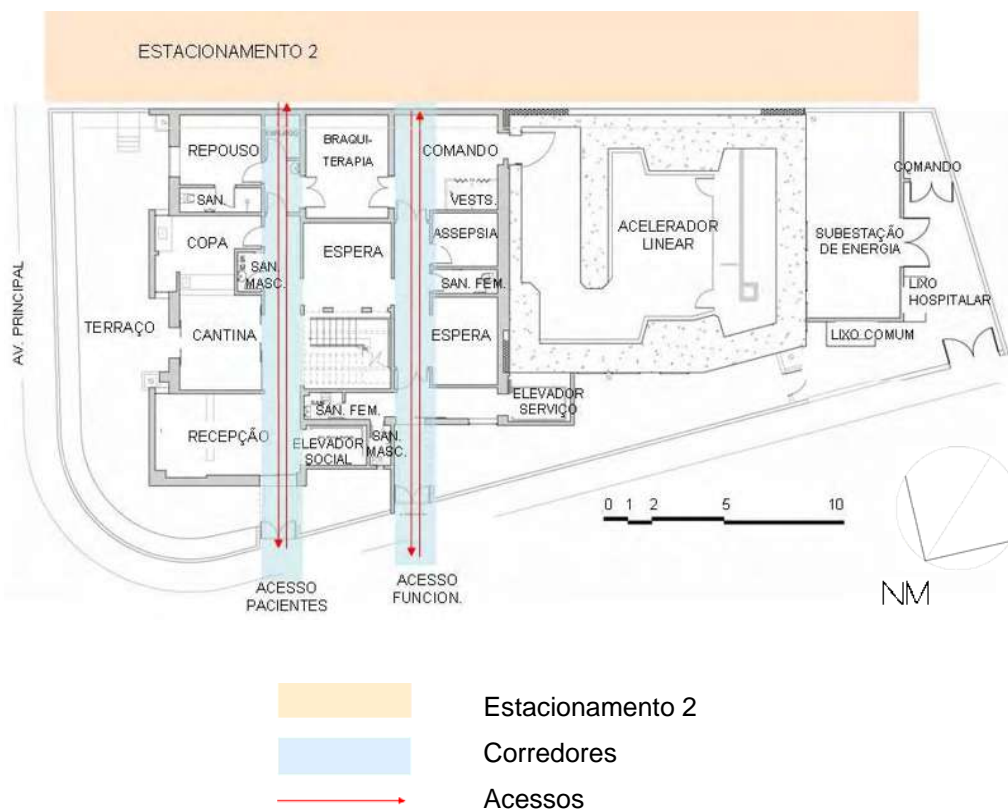 ESTACIONAMENTO 2
REPOUSO
BRAQUI-
TERAPIA
COMANDO
COMANDO
SAN.
VESTS.
COPA
ESPERA
ASSEPSIA
ACELERADOR
LINEAR
SUBESTAÇÃO
DE ENERGIA
SAN.
MASC.
SAN. FEM.
LIXO
HOSPITALAR
AV. PRINCIPAL
TERRAÇO
CANTINA
ESPERA
LIXO COMUM
SAN. FEM.
ELEVADOR
SERVIÇO
RECEPÇÃO
ELEVADOR
SOCIAL
SAN.
MASC.
0 1 2 5 10
ACESSO
PACIENTES
ACESSO
FUNCION.
NM
Estacionamento 2
Corredores
Acessos